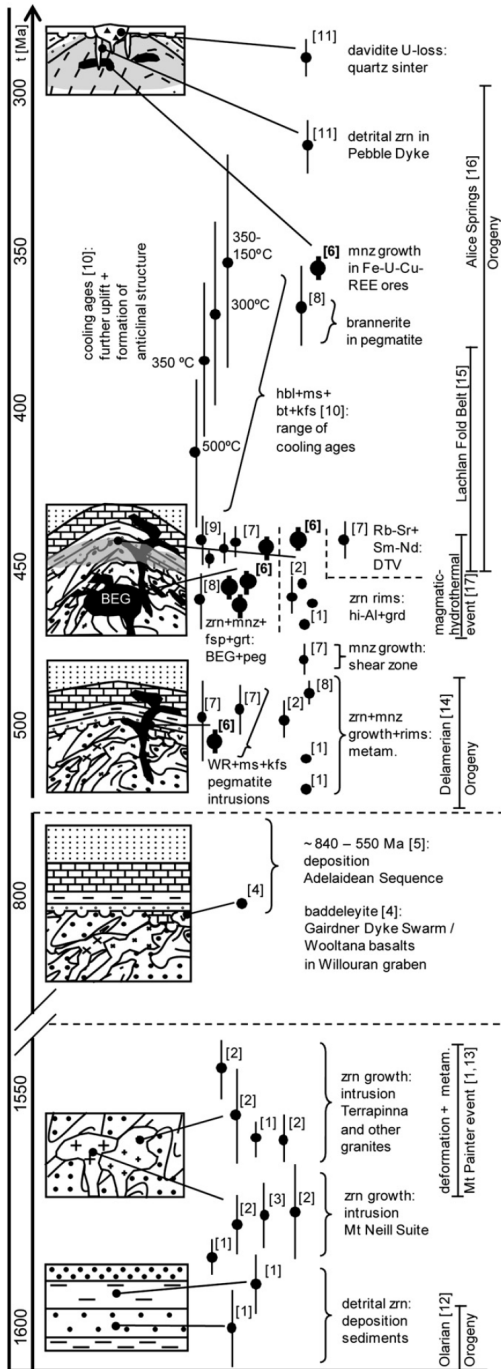 t [Ma]
[11]
davidite U-loss:
quartz sinter
300
[11]
detrital zrn in
Pebble Dyke
Alice Springs [16]
Orogeny
350-
150ºC
[6]
mnz growth
in Fe-U-Cu-
REE ores
350
cooling ages [10]:
further uplift +
formation of
anticlinal structure
300ºC
[8]
brannerite
in pegmatite
350 ºC
400
hbl+ms+
bt+kfs [10]:
range of
cooling ages
500ºC
Lachlan Fold Belt [15]
[9]
[7]
[6]
[7]
Rb-Sr+
Sm-Nd:
DTV
450
BEG
[6]
[8]
[2]
[1]
zrn rims:
hi-Al+grd
zrn+mnz+
fsp+grt:
BEG+peg
magmatic-
hydrothermal
event [17]
[7]
mnz growth:
shear zone
500
[7]
[7]
[6]
[2]
[8]
[1]
[1]
zrn+mnz
growth+rims:
metam.
WR+ms+kfs
pegmatite
intrusions
Delamerian [14]
Orogeny
~ 840 – 550 Ma [5]:
deposition
Adelaidean Sequence
800
[4]
baddeleyite [4]:
Gairdner Dyke Swarm /
Wooltana basalts
in Willouran graben
1550
[2]
[2]
[1]
[2]
zrn growth:
intrusion
Terrapinna
and other
granites
deformation + metam.
Mt Painter event [1,13]
[2]
[3]
[2]
[1]
zrn growth:
intrusion
Mt Neill Suite
[1]
[1]
detrital zrn:
deposition
sediments
1600
Olarian [12]
Orogeny